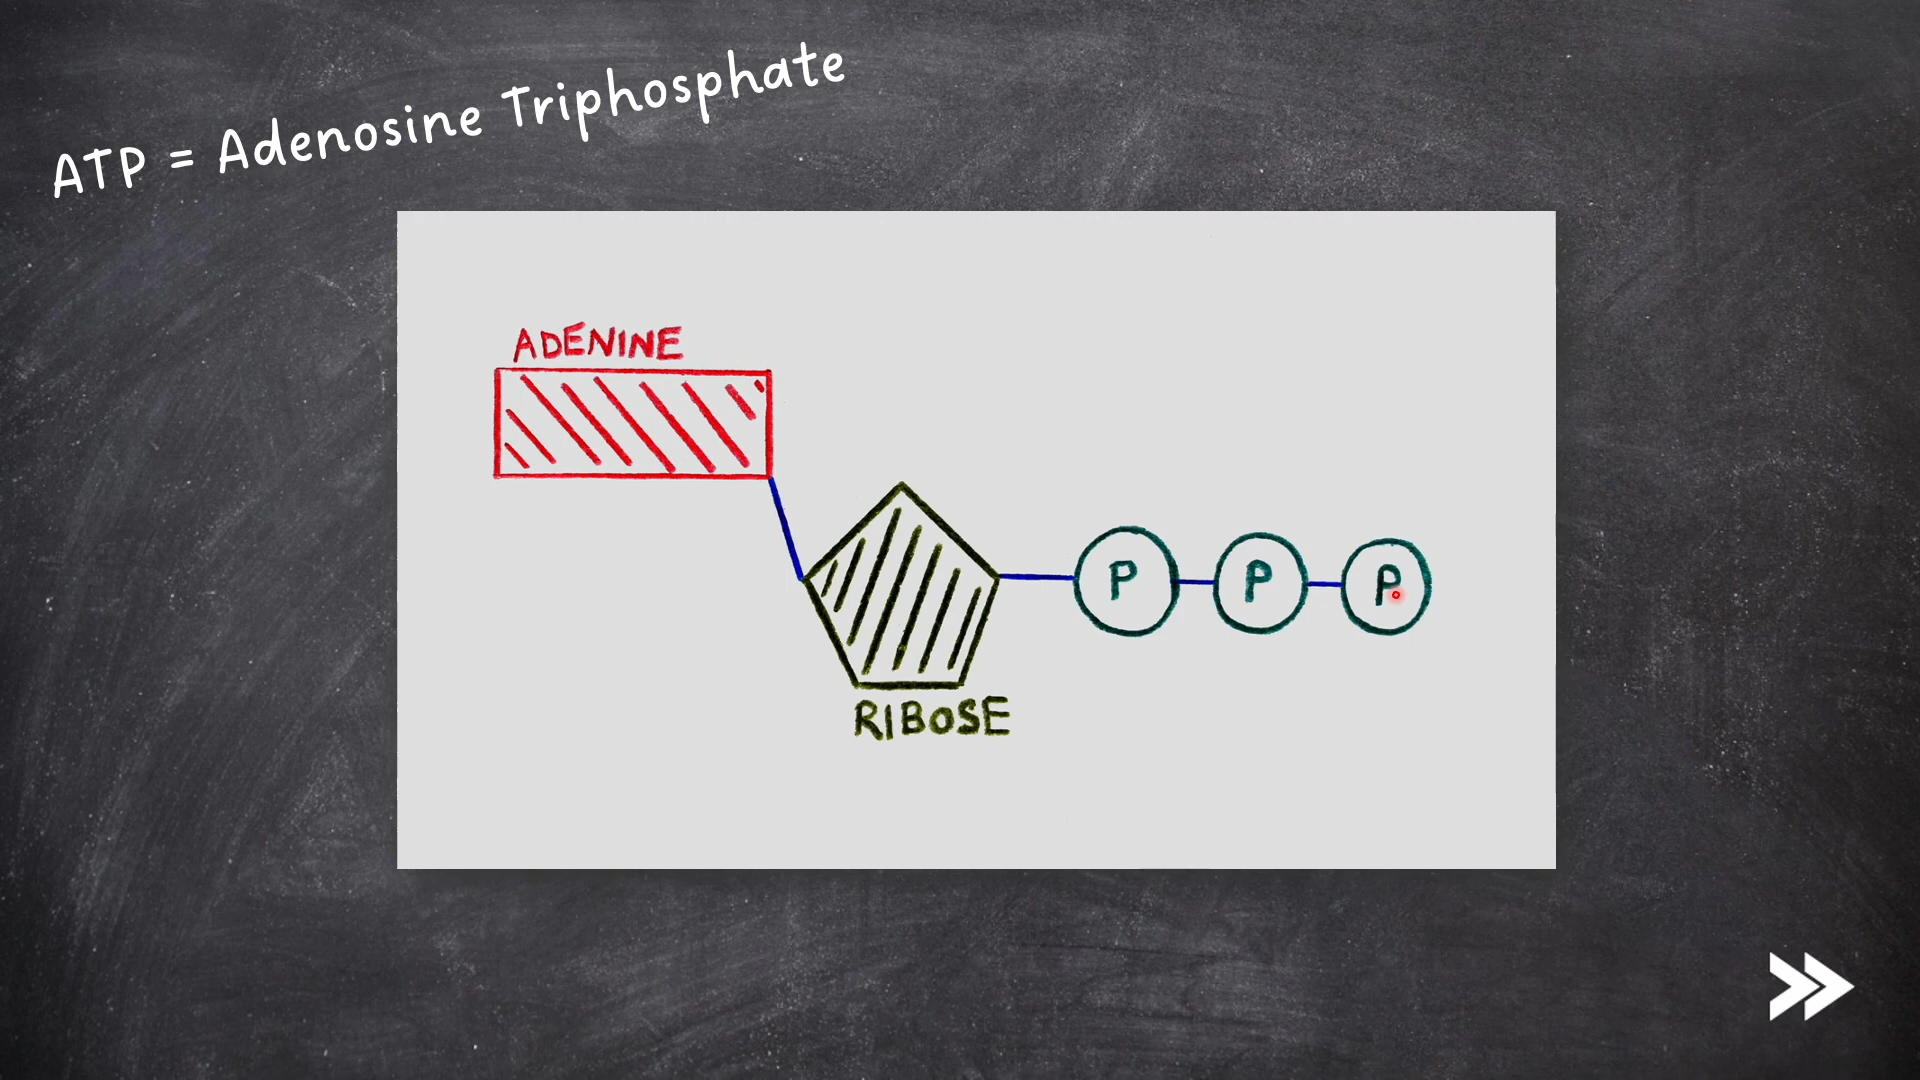 ATP = Adenosine Triphosphate
ADENINE
P P P
RIBOSE